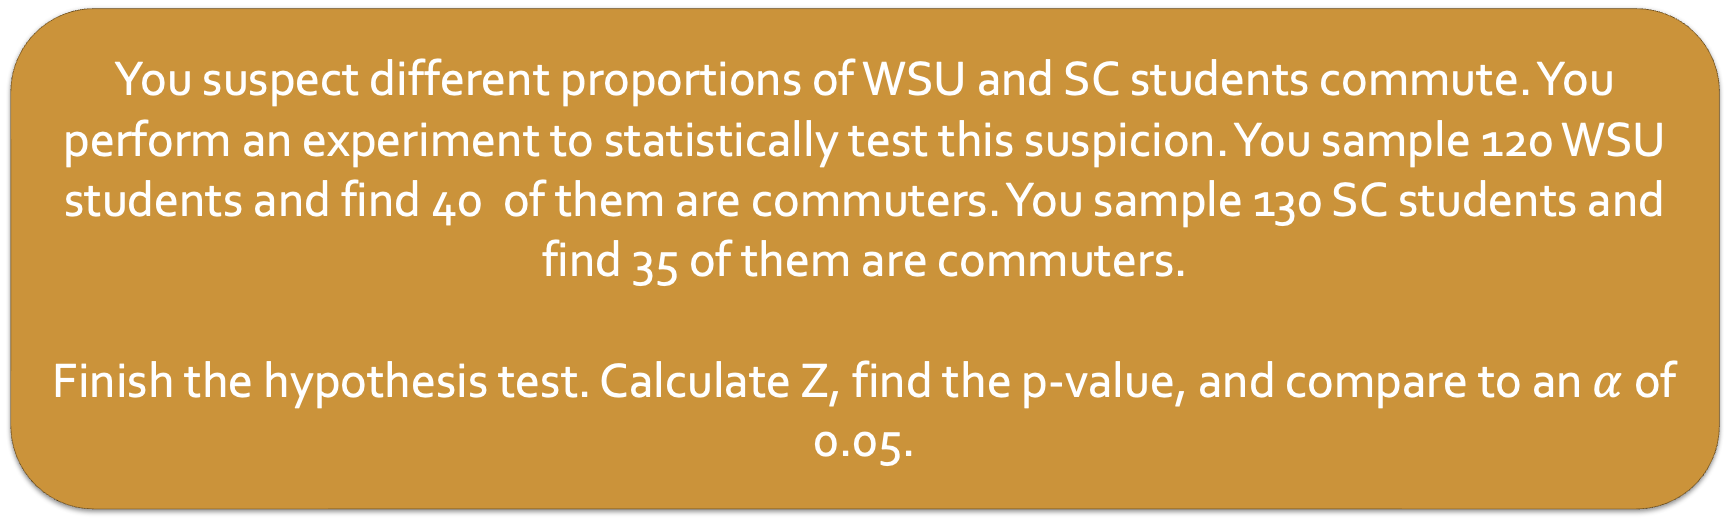 You suspect different proportions of WSU and SC students commute. You
perform an experiment to statistically test this suspicion. You sample 120 WSU
students and find 40  of them are commuters. You sample 130 SC students and
find 35 of them are commuters.
Finish the hypothesis test. Calculate Z, find the p-value, and compare to an 𝛼 of
0.05.